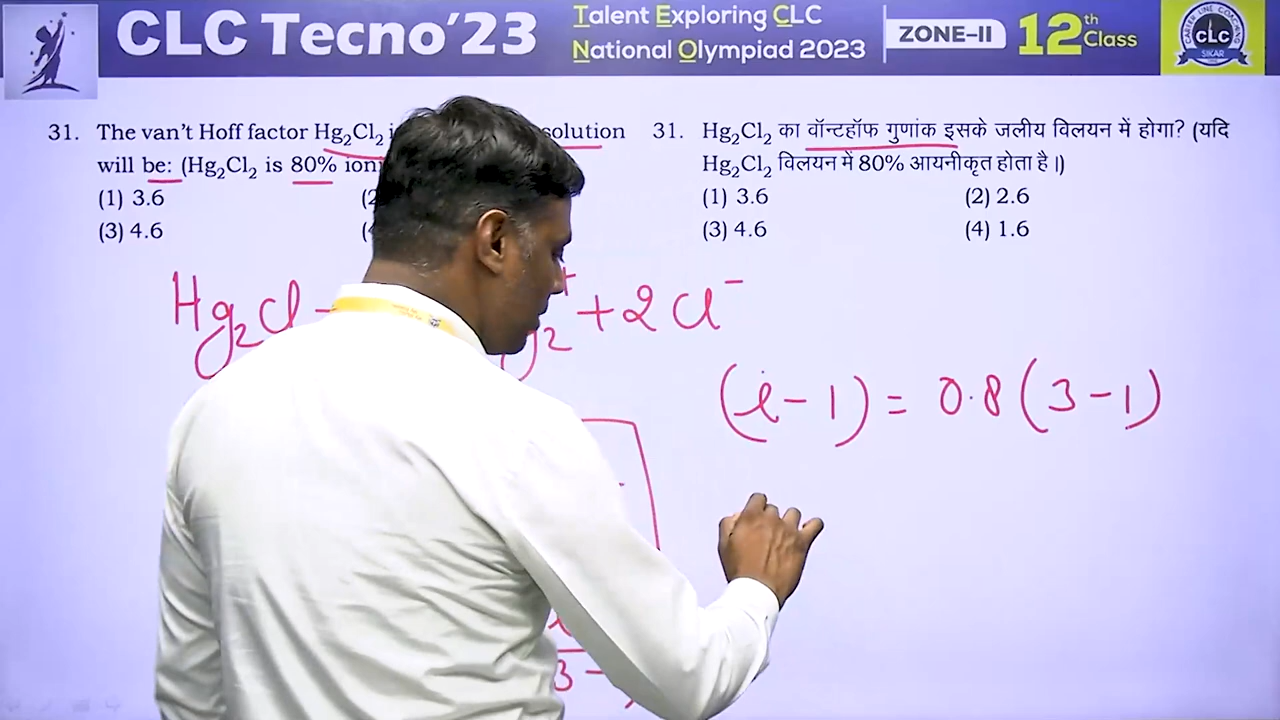 CLC Tecno'23
Talent Exploring CLC
National Olympiad 2023
ZONE–II
12th Class
CAREER LINE COACHING
CLC
SIKAR
31. The van't Hoff factor Hg2Cl2 solution
will be: (Hg2Cl2 is 80%
(1) 3.6
(3) 4.6
31. Hg2Cl2 का वॉन्टहॉफ गुणांक इसके जलीय विलयन में होगा? (यदि
Hg2Cl2 विलयन में 80% आयनीकृत होता है।)
(1) 3.6 (2) 2.6
(3) 4.6 (4) 1.6
Hg2Cl + 2Cl⁻
(i-1) = 0.8(3-1)